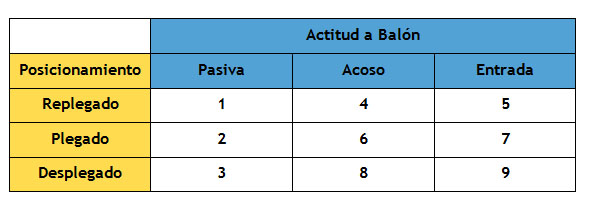 Actitud a Balón
Posicionamiento Pasiva Acoso Entrada
Replegado 1 4 5
Plegado 2 6 7
Desplegado 3 8 9